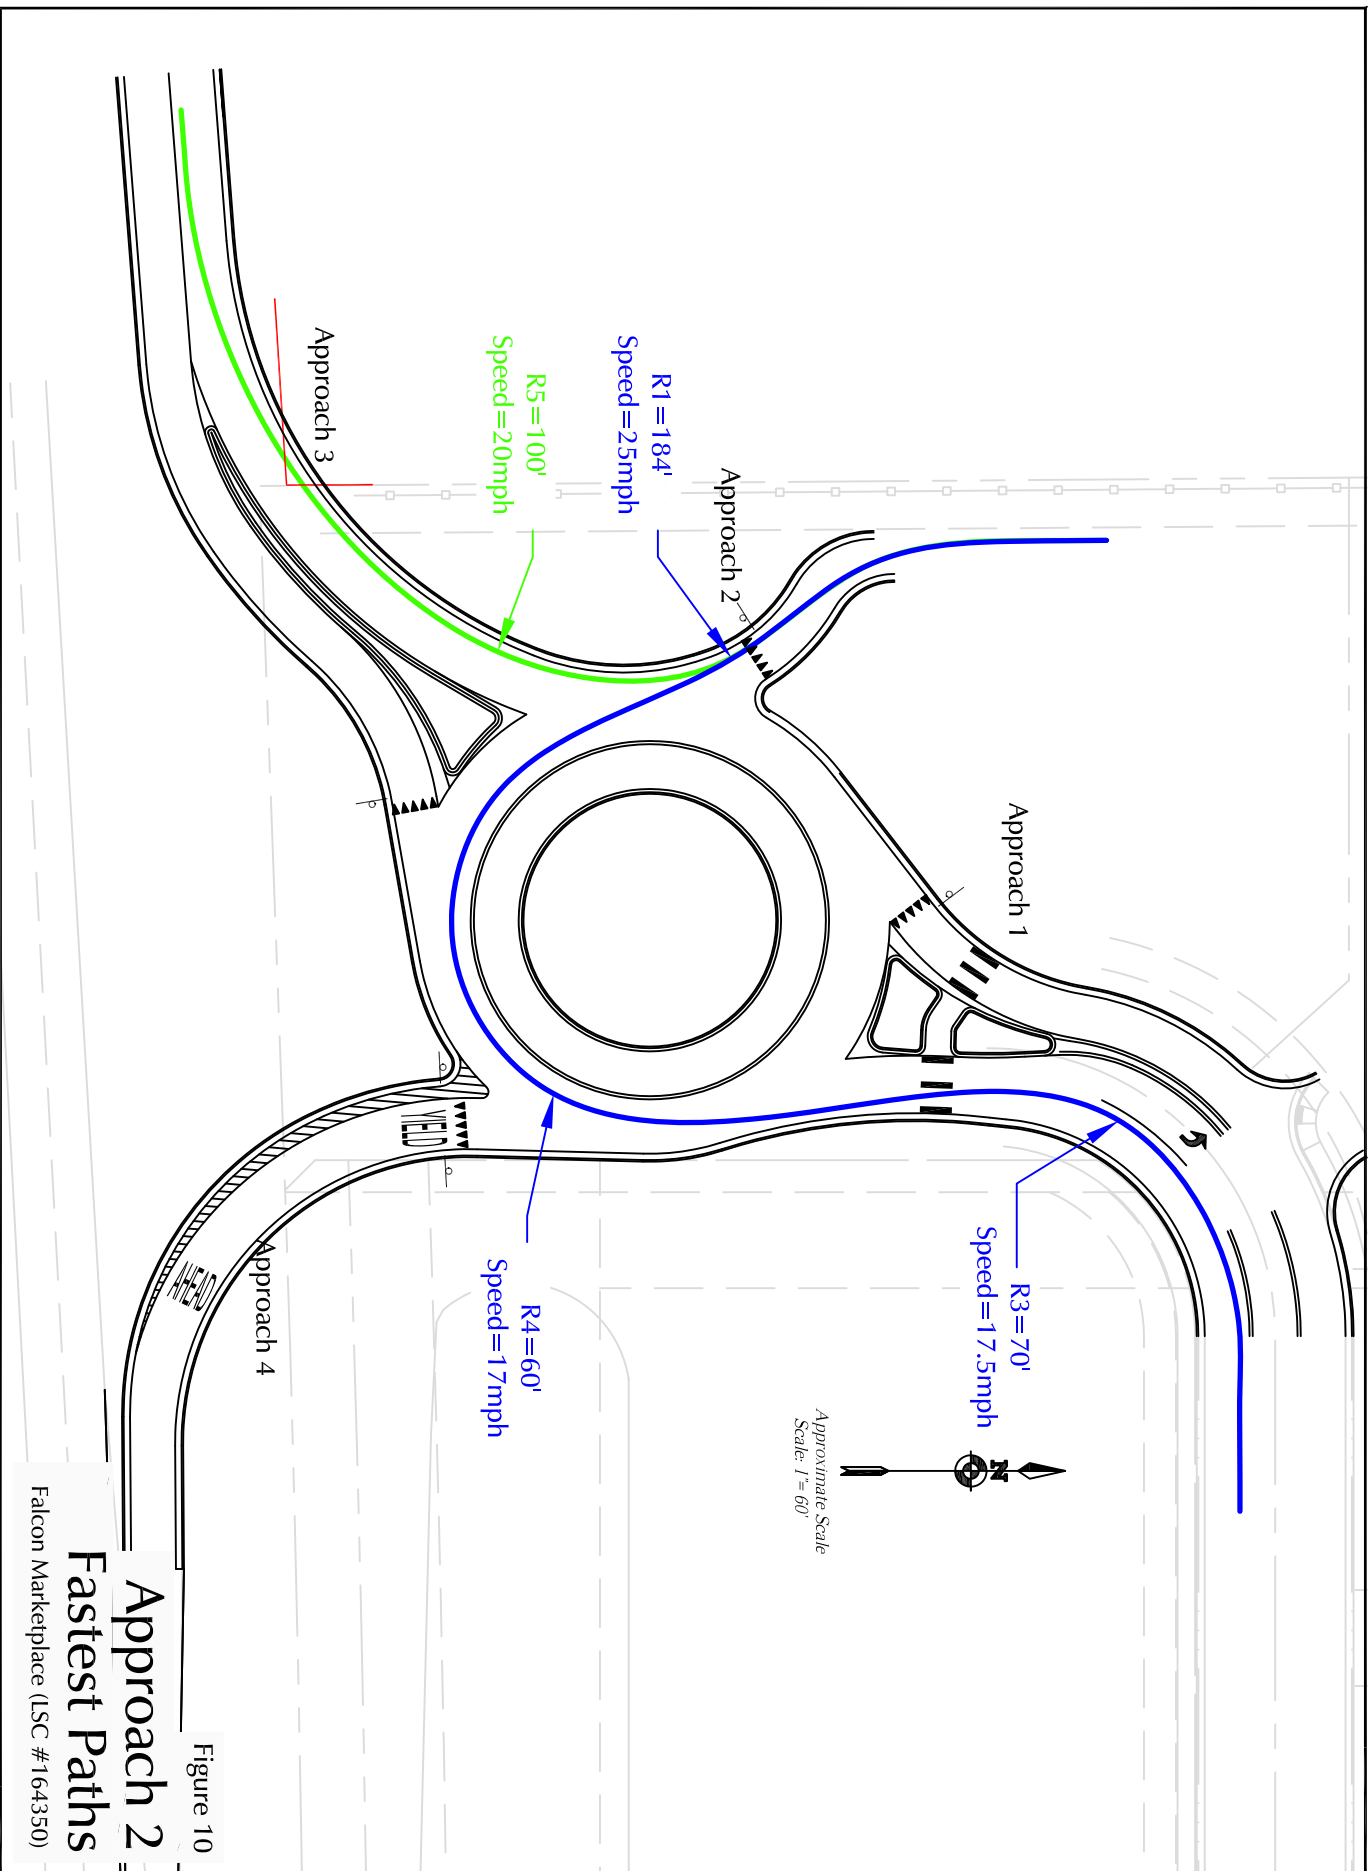 Approach 1
Approach 2
Approach 3
Approach 4
R1=184'
Speed=25mph
R5=100'
Speed=20mph
R3=70'
Speed=17.5mph
R4=60'
Speed=17mph
YIELD
AHEAD
N
Approximate Scale
Scale: 1"= 60'
Figure 10
Approach 2
Fastest Paths
Falcon Marketplace (LSC #164350)